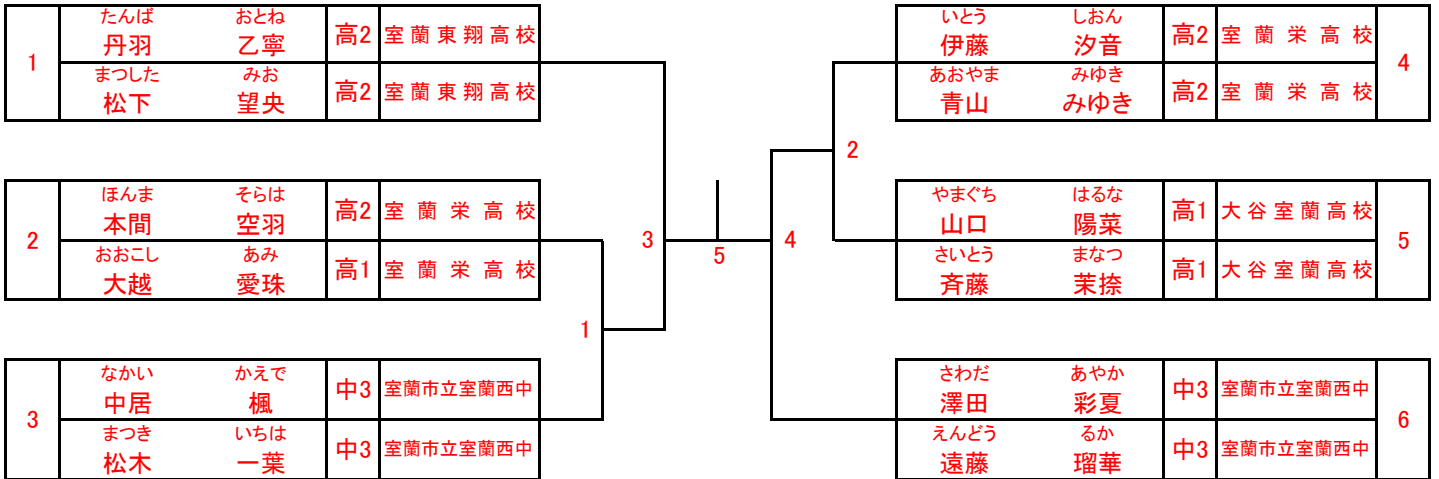 1
たんば おとね
丹羽 乙寧 高2 室蘭東翔高校
まつした みお
松下 望央 高2 室蘭東翔高校
2
ほんま そらは
本間 空羽 高2 室蘭栄高校
おおこし あみ
大越 愛珠 高1 室蘭栄高校
3
なかい かえで
中居 楓 中3 室蘭市立室蘭西中
まつき いちは
松木 一葉 中3 室蘭市立室蘭西中
1
3
5
4
2
いとう しおん
伊藤 汐音 高2 室蘭栄高校
4
あおやま みゆき
青山 みゆき 高2 室蘭栄高校
やまぐち はるな
山口 陽菜 高1 大谷室蘭高校
5
さいとう まなつ
斉藤 茉捺 高1 大谷室蘭高校
さわだ あやか
澤田 彩夏 中3 室蘭市立室蘭西中
6
えんどう るか
遠藤 瑠華 中3 室蘭市立室蘭西中